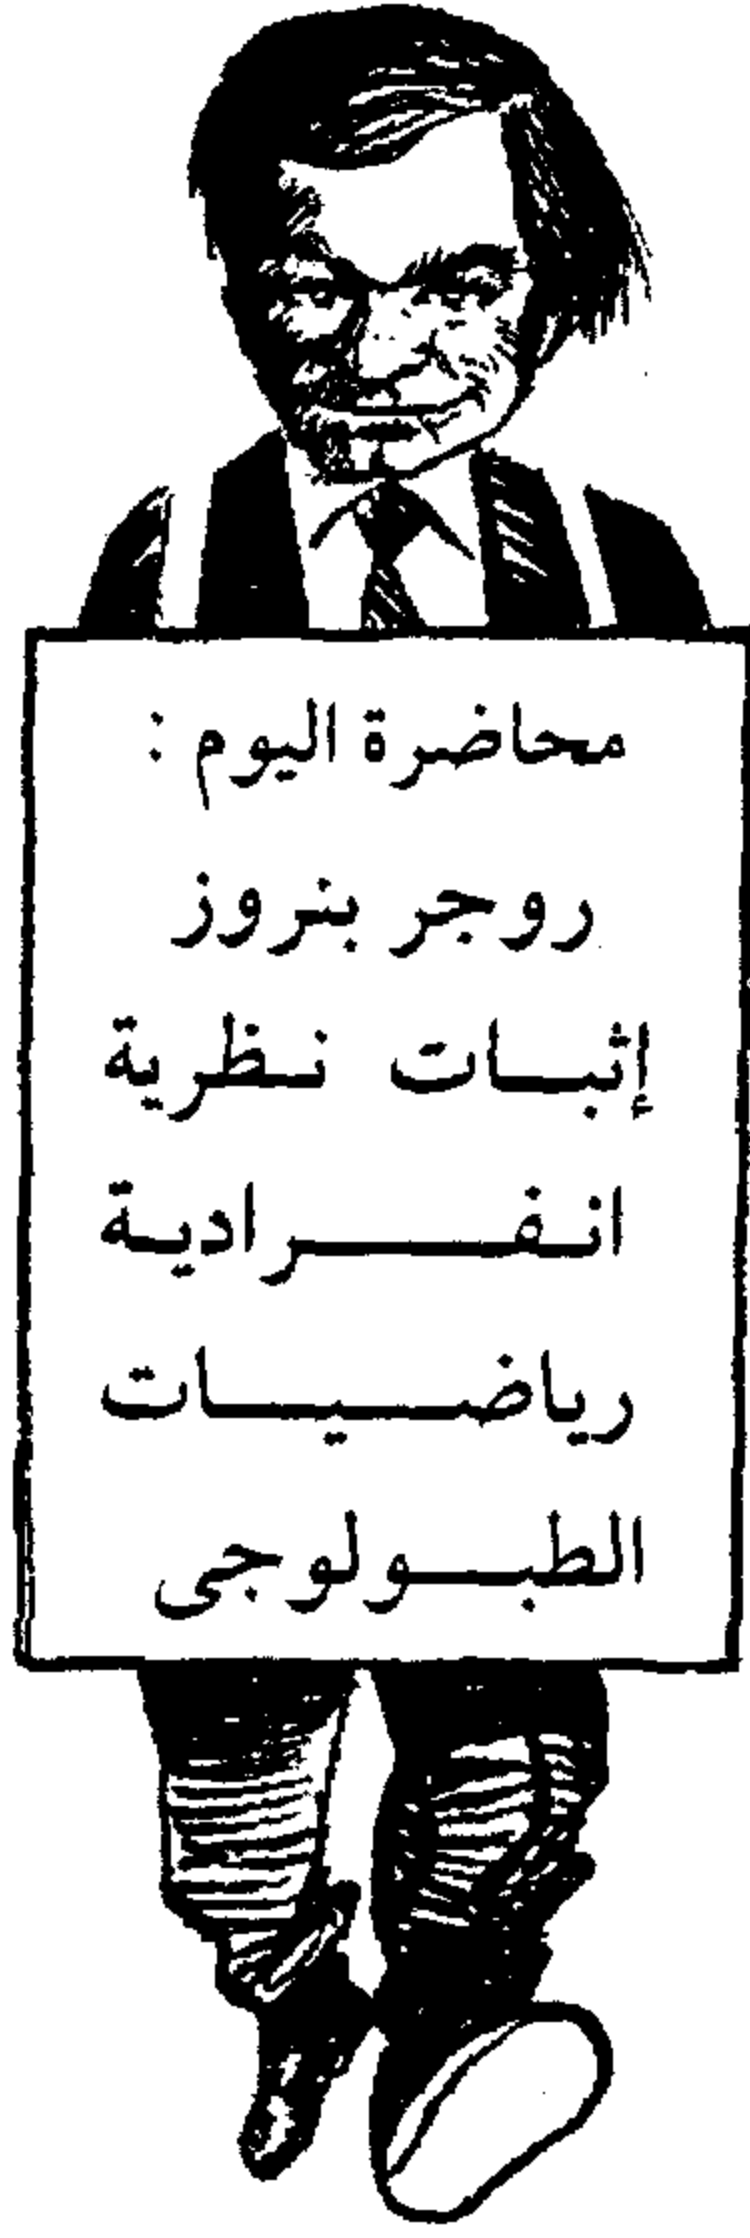 محاضرة اليوم :
روجر بنروز
إثبات نظرية
انفرادية
رياضيات
الطبولوجى